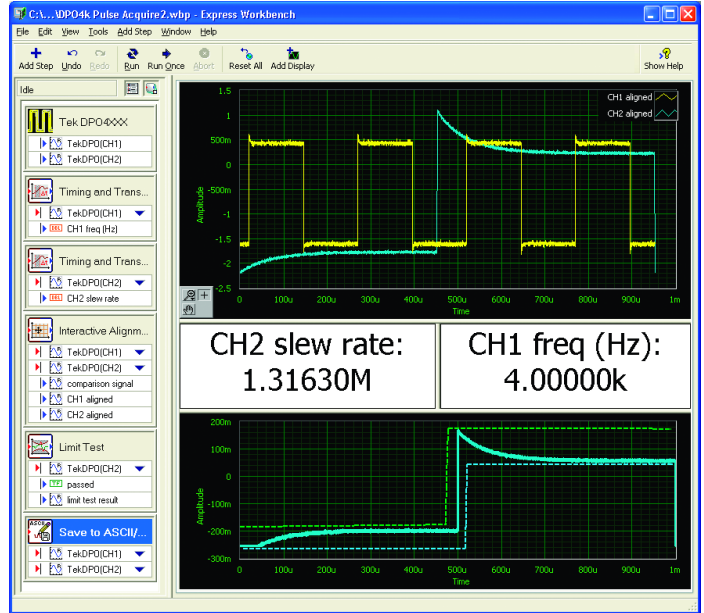 C:\...\DPO4k Pulse Acquire2.wbp - Express Workbench
File Edit View Tools Add Step Window Help
Add Step Undo Redo Run Run Once Abort Reset All Add Display Show Help
Idle
Tek DPO4XXX
TekDPO(CH1)
TekDPO(CH2)
Timing and Trans...
TekDPO(CH1)
CH1 freq (Hz)
Timing and Trans...
TekDPO(CH2)
CH2 slew rate
Interactive Alignm...
TekDPO(CH1)
TekDPO(CH2)
comparison signal
CH1 aligned
CH2 aligned
Limit Test
TekDPO(CH2)
TF passed
limit test result
ASCII
Save to ASCII/...
TekDPO(CH1)
TekDPO(CH2)
CH1 aligned
CH2 aligned
Amplitude
1.5
1
500m
0
-500m
-1
-1.5
-2
-2.5
0 100u 200u 300u 400u 500u 600u 700u 800u 900u 1m
Time
CH2 slew rate:
1.31630M
CH1 freq (Hz):
4.00000k
Amplitude
200m
100m
0
-100m
-200m
-300m
0 100u 200u 300u 400u 500u 600u 700u 800u 900u 1m
Time